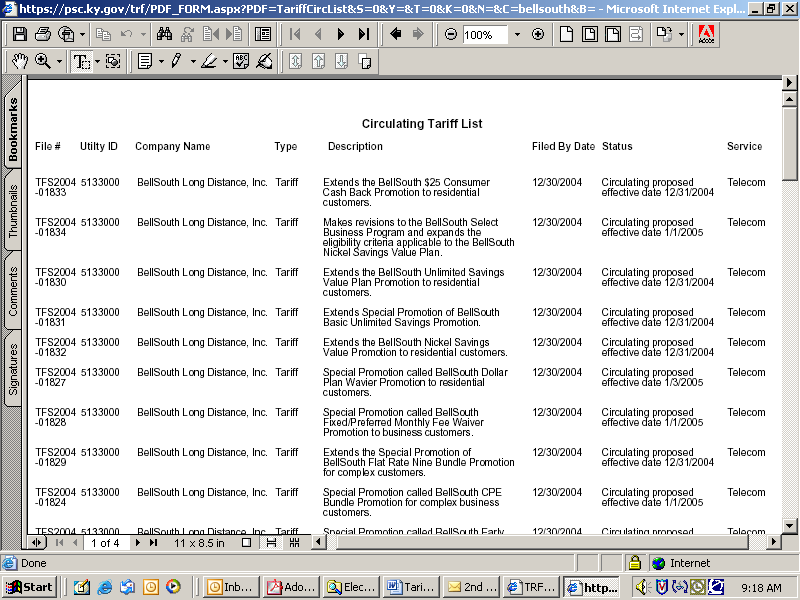 https://psc.ky.gov/trf/PDF_FORM.aspx?PDF=TariffCircList&S=0&Y=&T=0&K=0&N=&C=bellsouth&B= - Microsoft Internet Expl...
100%
Adobe
Bookmarks
Thumbnails
Comments
Signatures
Circulating Tariff List
File # Utilty ID Company Name Type Description Filed By Date Status Service
TFS2004 5133000 BellSouth Long Distance, Inc. Tariff Extends the BellSouth $25 Consumer 12/30/2004 Circulating proposed Telecom
-01833 Cash Back Promotion to residential effective date 12/31/2004
customers.
TFS2004 5133000 BellSouth Long Distance, Inc. Tariff Makes revisions to the BellSouth Select 12/30/2004 Circulating proposed Telecom
-01834 Business Program and expands the effective date 1/1/2005
eligibility criteria applicable to the BellSouth
Nickel Savings Value Plan.
TFS2004 5133000 BellSouth Long Distance, Inc. Tariff Extends the BellSouth Unlimited Savings 12/30/2004 Circulating proposed Telecom
-01830 Value Plan Promotion to residential effective date 12/31/2004
customers.
TFS2004 5133000 BellSouth Long Distance, Inc. Tariff Extends Special Promotion of BellSouth 12/30/2004 Circulating proposed Telecom
-01831 Basic Unlimited Savings Promotion. effective date 12/31/2004
TFS2004 5133000 BellSouth Long Distance, Inc. Tariff Extends the BellSouth Nickel Savings 12/30/2004 Circulating proposed Telecom
-01832 Value Promotion to residential customers. effective date 12/31/2004
TFS2004 5133000 BellSouth Long Distance, Inc. Tariff Special Promotion called BellSouth Dollar 12/30/2004 Circulating proposed Telecom
-01827 Plan Wavier Promotion to residential effective date 1/3/2005
customers.
TFS2004 5133000 BellSouth Long Distance, Inc. Tariff Special Promotion called BellSouth 12/30/2004 Circulating proposed Telecom
-01828 Fixed/Preferred Monthly Fee Waiver effective date 1/1/2005
Promotion to business customers.
TFS2004 5133000 BellSouth Long Distance, Inc. Tariff Extends the Special Promotion of 12/30/2004 Circulating proposed Telecom
-01829 BellSouth Flat Rate Nine Bundle Promotion effective date 12/31/2004
for complex customers.
TFS2004 5133000 BellSouth Long Distance, Inc. Tariff Special Promotion called BellSouth CPE 12/30/2004 Circulating proposed Telecom
-01824 Bundle Promotion for complex business effective date 1/1/2005
customers.
TFS2004 5133000 BellSouth Long Distance, Inc. Tariff Special Promotion called BellSouth Early 12/30/2004 Circulating proposed Telecom
1 of 4 11 x 8.5 in
Done Internet
Start Inb... Ado... Elec... Tari... 2nd ... TRF... http... 9:18 AM